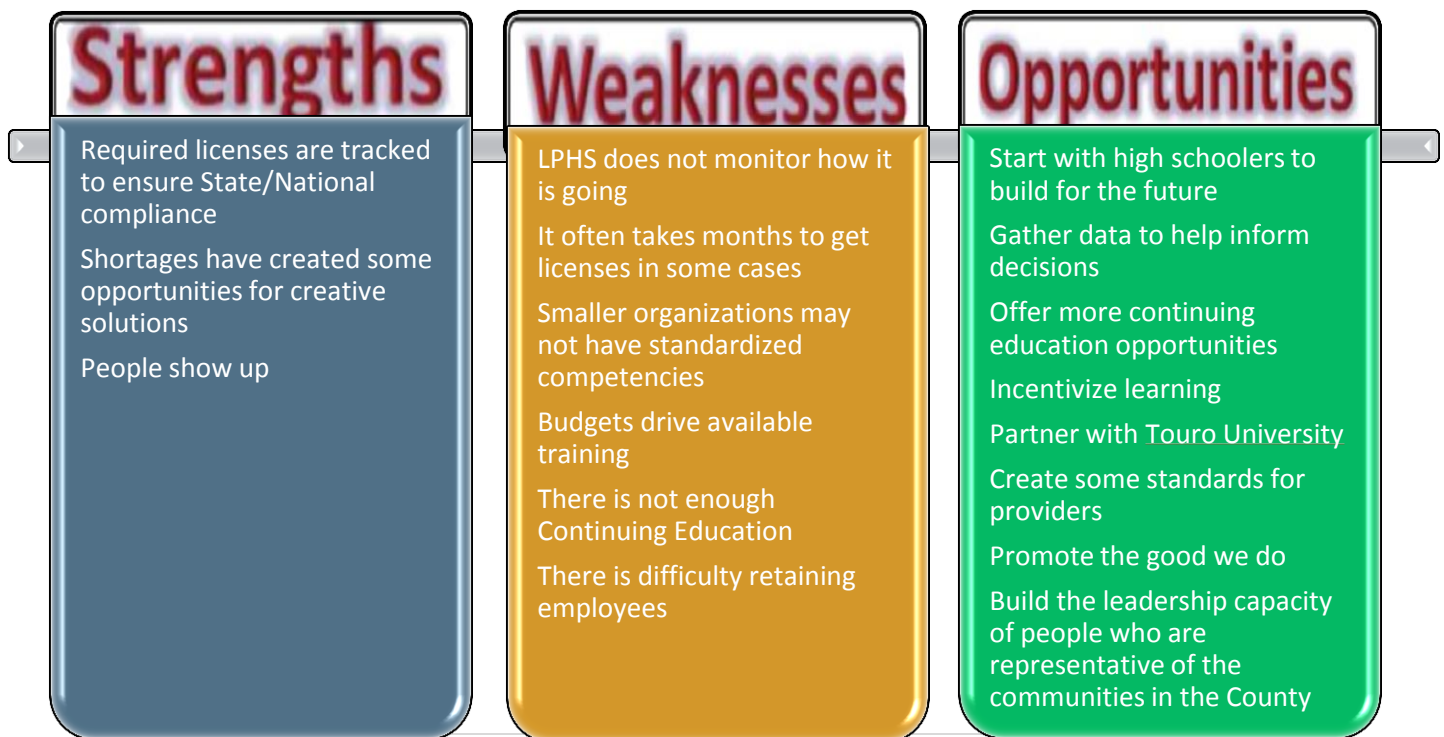 Strengths
Required licenses are tracked
to ensure State/National
compliance
Shortages have created some
opportunities for creative
solutions
People show up
Weaknesses
LPHS does not monitor how it
is going
It often takes months to get
licenses in some cases
Smaller organizations may
not have standardized
competencies
Budgets drive available
training
There is not enough
Continuing Education
There is difficulty retaining
employees
Opportunities
Start with high schoolers to
build for the future
Gather data to help inform
decisions
Offer more continuing
education opportunities
Incentivize learning
Partner with Touro University
Create some standards for
providers
Promote the good we do
Build the leadership capacity
of people who are
representative of the
communities in the County